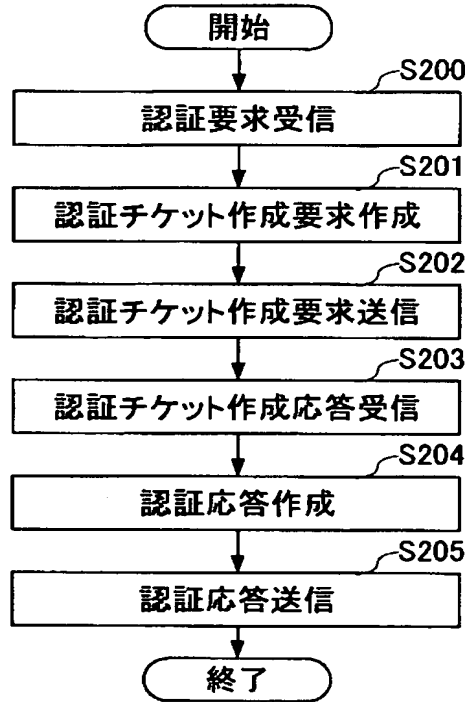 開始
S200
認証要求受信
S201
認証チケット作成要求作成
S202
認証チケット作成要求送信
S203
認証チケット作成応答受信
S204
認証応答作成
S205
認証応答送信
終了